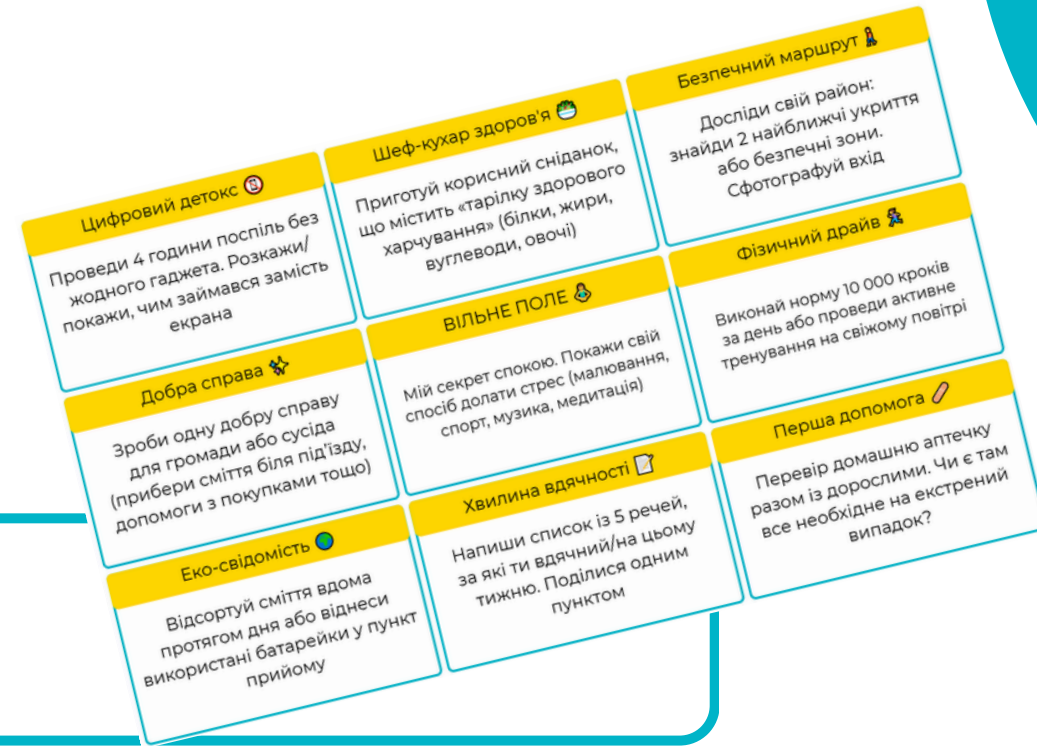 Цифровий детокс
Проведи 4 години поспіль без
жодного гаджета. Розкажи/
покажи, чим займався замість
екрана
Шеф-кухар здоров'я
Приготуй корисний сніданок,
що містить «тарілку здорового
харчування» (білки, жири,
вуглеводи, овочі)
Безпечний маршрут
Досліди свій район:
знайди 2 найближчі укриття
або безпечні зони.
Сфотографуй вхід
Добра справа
Зроби одну добру справу
для громади або сусіда
(прибери сміття біля під'їзду,
допомоги з покупками тощо)
ВІЛЬНЕ ПОЛЕ
Мій секрет спокою. Покажи свій
спосіб долати стрес (малювання,
спорт, музика, медитація)
Фізичний драйв
Виконай норму 10 000 кроків
за день або проведи активне
тренування на свіжому повітрі
Еко-свідомість
Відсортуй сміття вдома
протягом дня або віднеси
використані батарейки у пункт
прийому
Хвилина вдячності
Напиши список із 5 речей,
за які ти вдячний/на цьому
тижню. Поділися одним
пунктом
Перша допомога
Перевір домашню аптечку
разом із дорослими. Чи є там
все необхідне на екстрений
випадок?